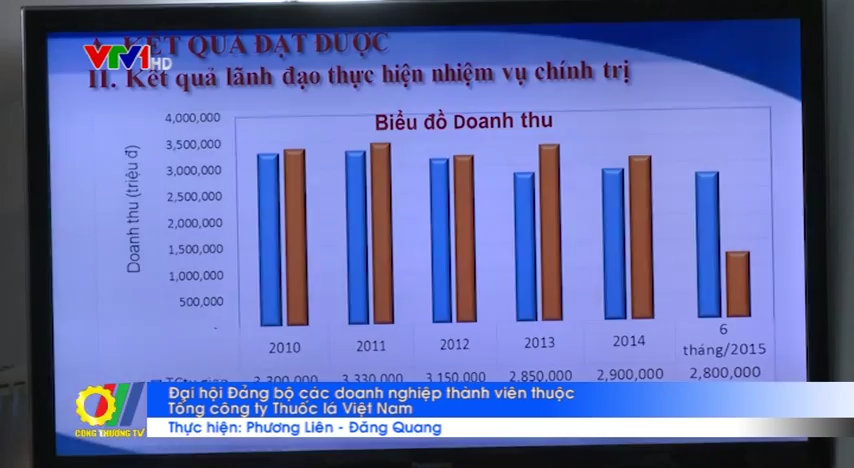 VTV1 HD
KẾT QUẢ ĐẠT ĐƯỢC
II. Kết quả lãnh đạo thực hiện nhiệm vụ chính trị
Biểu đồ Doanh thu
Doanh thu (triệu đ)
4,000,000
3,500,000
3,000,000
2,500,000
2,000,000
1,500,000
1,000,000
500,000
-
2010 2011 2012 2013 2014 6 tháng/2015
3,300,000 3,330,000 3,150,000 2,850,000 2,900,000 2,800,000
Đại hội Đảng bộ các doanh nghiệp thành viên thuộc
Tổng công ty Thuốc lá Việt Nam
Thực hiện: Phương Liên - Đăng Quang
CÔNG THƯƠNG TV